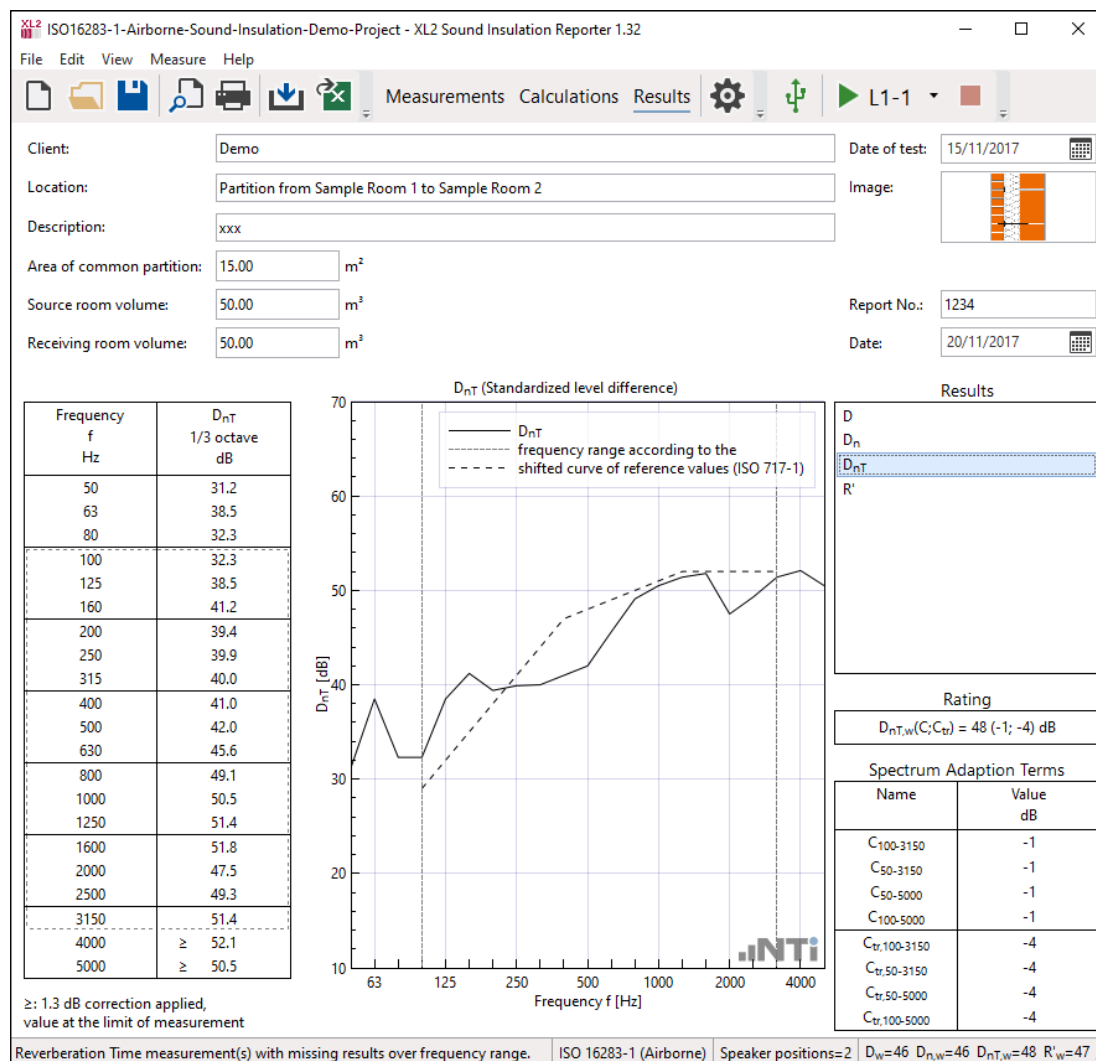 XL2 ISO16283-1-Airborne-Sound-Insulation-Demo-Project - XL2 Sound Insulation Reporter 1.32
File Edit View Measure Help
Measurements Calculations Results L1-1
Client: Demo Date of test: 15/11/2017
Location: Partition from Sample Room 1 to Sample Room 2 Image:
Description: xxx
Area of common partition: 15.00 m²
Source room volume: 50.00 m³ Report No.: 1234
Receiving room volume: 50.00 m³ Date: 20/11/2017
Frequency f Hz DnT 1/3 octave dB
50 31.2
63 38.5
80 32.3
100 32.3
125 38.5
160 41.2
200 39.4
250 39.9
315 40.0
400 41.0
500 42.0
630 45.6
800 49.1
1000 50.5
1250 51.4
1600 51.8
2000 47.5
2500 49.3
3150 51.4
4000 ≥ 52.1
5000 ≥ 50.5
≥: 1.3 dB correction applied,
value at the limit of measurement
DnT (Standardized level difference)
DnT
frequency range according to the
shifted curve of reference values (ISO 717-1)
70
60
50
40
30
20
10
DnT [dB]
63 125 250 500 1000 2000 4000
Frequency f [Hz]
NTi
Results
D
Dn
DnT
R'
Rating
DnT,w(C;Ctr) = 48 (-1; -4) dB
Spectrum Adaption Terms
Name Value
dB
C100-3150 -1
C50-3150 -1
C50-5000 -1
C100-5000 -1
Ctr,100-3150 -4
Ctr,50-3150 -4
Ctr,50-5000 -4
Ctr,100-5000 -4
Reverberation Time measurement(s) with missing results over frequency range. ISO 16283-1 (Airborne) Speaker positions=2 Dw=46 Dn,w=46 DnT,w=48 R'w=47